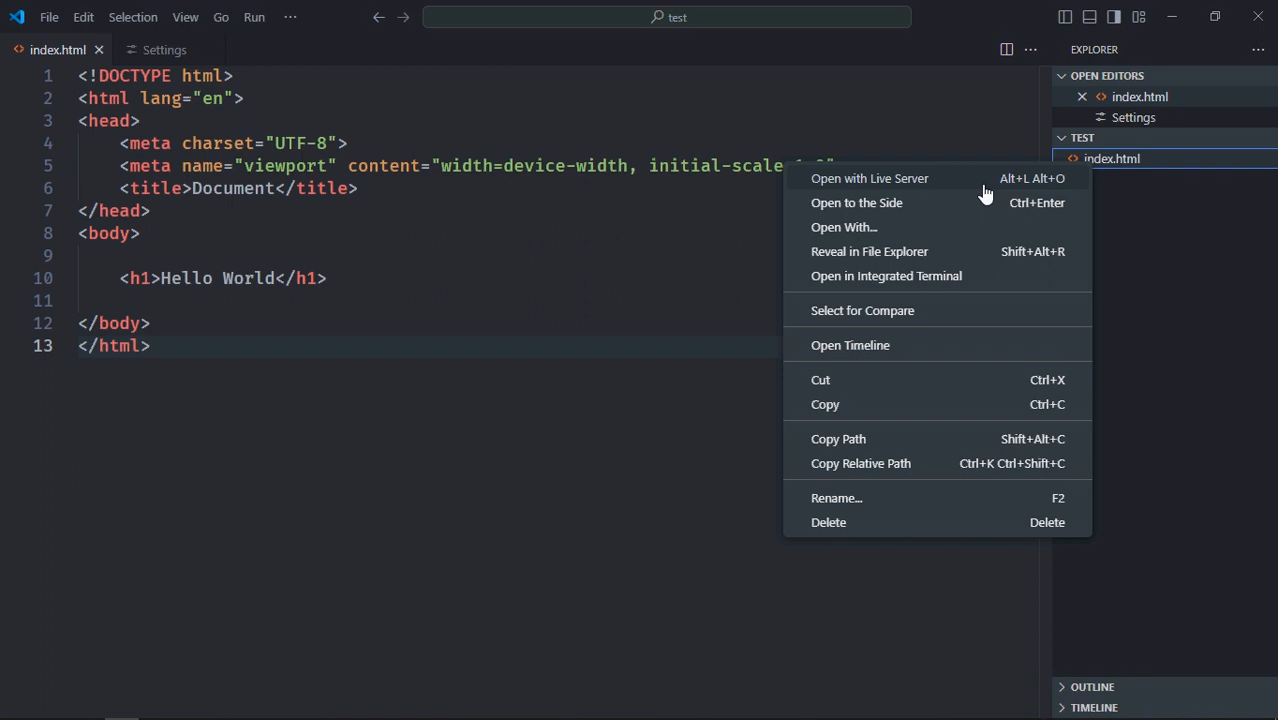 File Edit Selection View Go Run ··· test
index.html Settings EXPLORER
1 <!DOCTYPE html>
2 <html lang="en">
3 <head>
4 <meta charset="UTF-8">
5 <meta name="viewport" content="width=device-width, initial-scale
6 <title>Document</title>
7 </head>
8 <body>
9
10 <h1>Hello World</h1>
11
12 </body>
13 </html>
OPEN EDITORS
index.html
Settings
TEST
index.html
Open with Live Server Alt+L Alt+O
Open to the Side Ctrl+Enter
Open With...
Reveal in File Explorer Shift+Alt+R
Open in Integrated Terminal
Select for Compare
Open Timeline
Cut Ctrl+X
Copy Ctrl+C
Copy Path Shift+Alt+C
Copy Relative Path Ctrl+K Ctrl+Shift+C
Rename... F2
Delete Delete
OUTLINE
TIMELINE